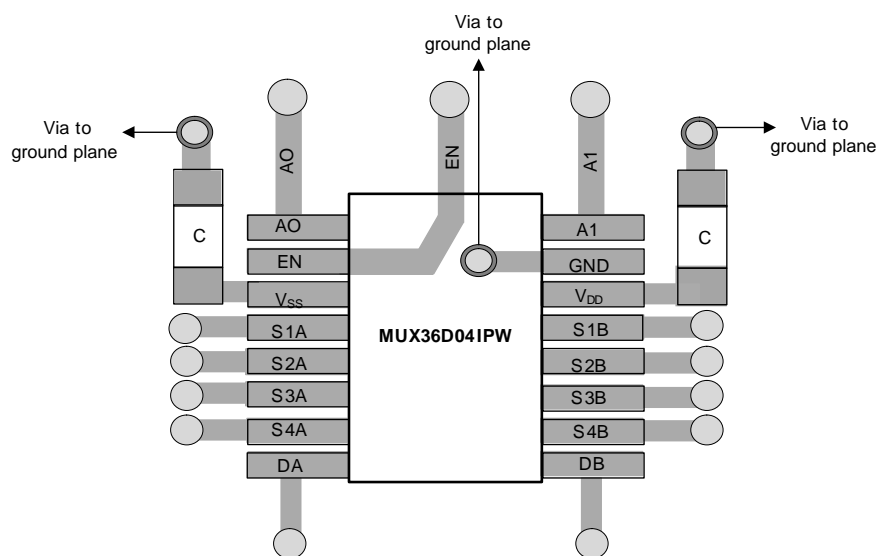 Via to
ground plane
Via to
ground plane
Via to
ground plane
AO
EN
A1
C
C
AO
EN
VSS
S1A
S2A
S3A
S4A
DA
MUX36D04IPW
A1
GND
VDD
S1B
S2B
S3B
S4B
DB